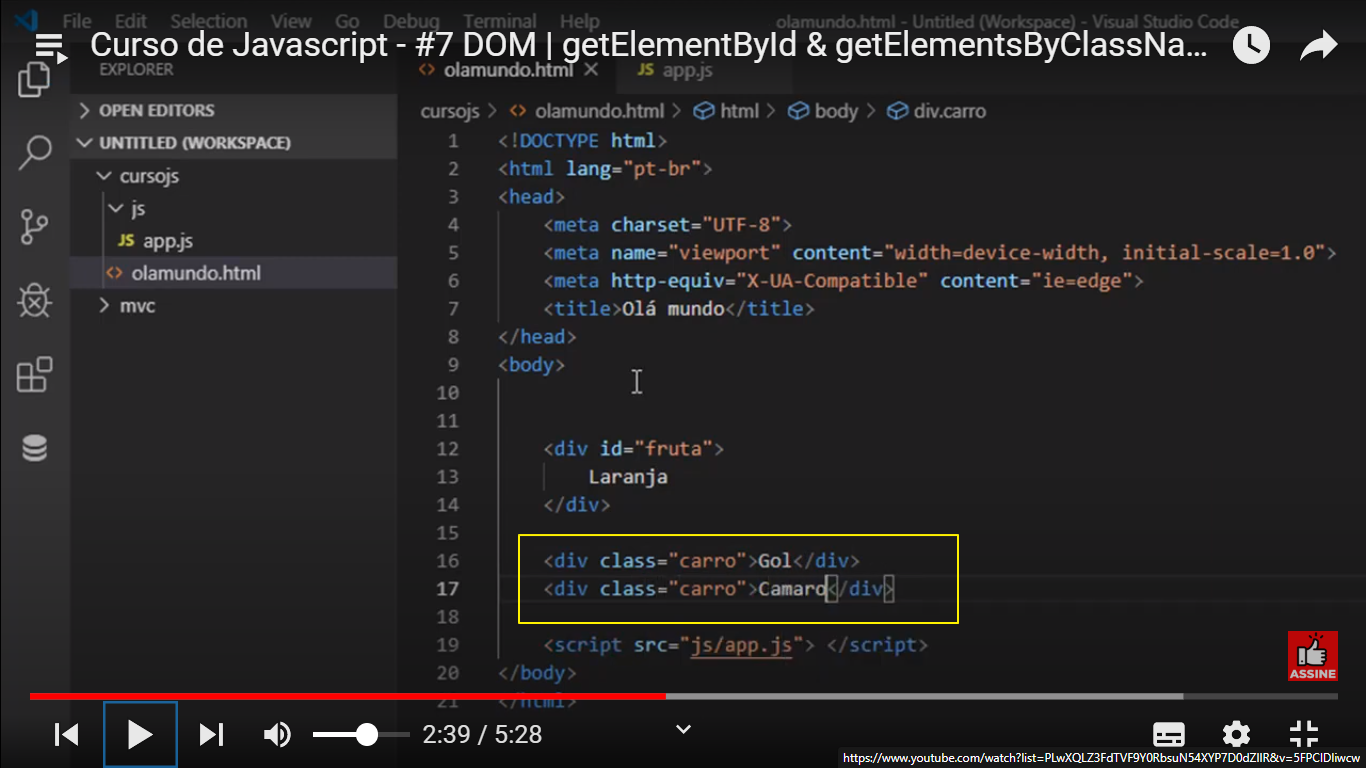 File Edit Selection View Go Debug Terminal Help olamundo.html - Untitled (Workspace) - Visual Studio Code
Curso de Javascript - #7 DOM | getElementById & getElementsByClassNa...
EXPLORER
olamundo.html JS app.js
OPEN EDITORS
UNTITLED (WORKSPACE)
cursojs
js
JS app.js
olamundo.html
mvc
cursojs > olamundo.html > html > body > div.carro
1 <!DOCTYPE html>
2 <html lang="pt-br">
3 <head>
4 <meta charset="UTF-8">
5 <meta name="viewport" content="width=device-width, initial-scale=1.0">
6 <meta http-equiv="X-UA-Compatible" content="ie=edge">
7 <title>Olá mundo</title>
8 </head>
9 <body>
10
11
12 <div id="fruta">
13 Laranja
14 </div>
15
16 <div class="carro">Gol</div>
17 <div class="carro">Camaro</div>
18
19 <script src="js/app.js"> </script>
20 </body>
21 </html>
ASSINE
2:39 / 5:28
https://www.youtube.com/watch?list=PLwXQLZ3FdTVF9Y0RbsuN54XYP7D0dZIIR&v=5FPCIDIiwcw